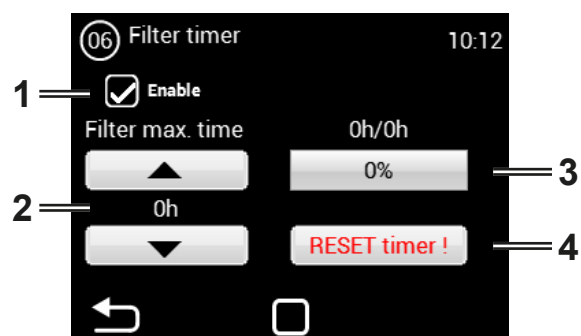 06 Filter timer 10:12
1 Enable
Filter max. time 0h/0h
0% 3
2 0h
RESET timer ! 4